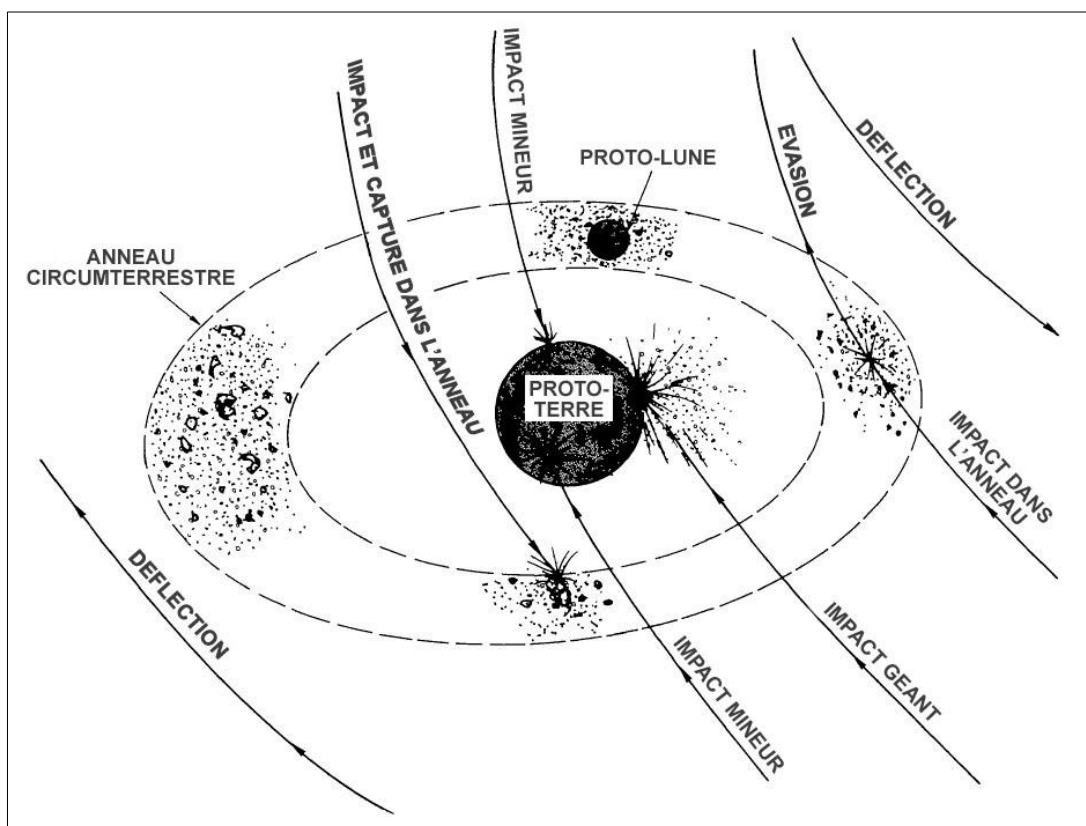 IMPACT ET CAPTURE DANS L'ANNEAU
IMPACT MINEUR
PROTO-LUNE
EVASION
DEFLECTION
ANNEAU
CIRCUMTERRESTRE
PROTO-
TERRE
IMPACT DANS
L'ANNEAU
DEFLECTION
IMPACT MINEUR
IMPACT GEANT